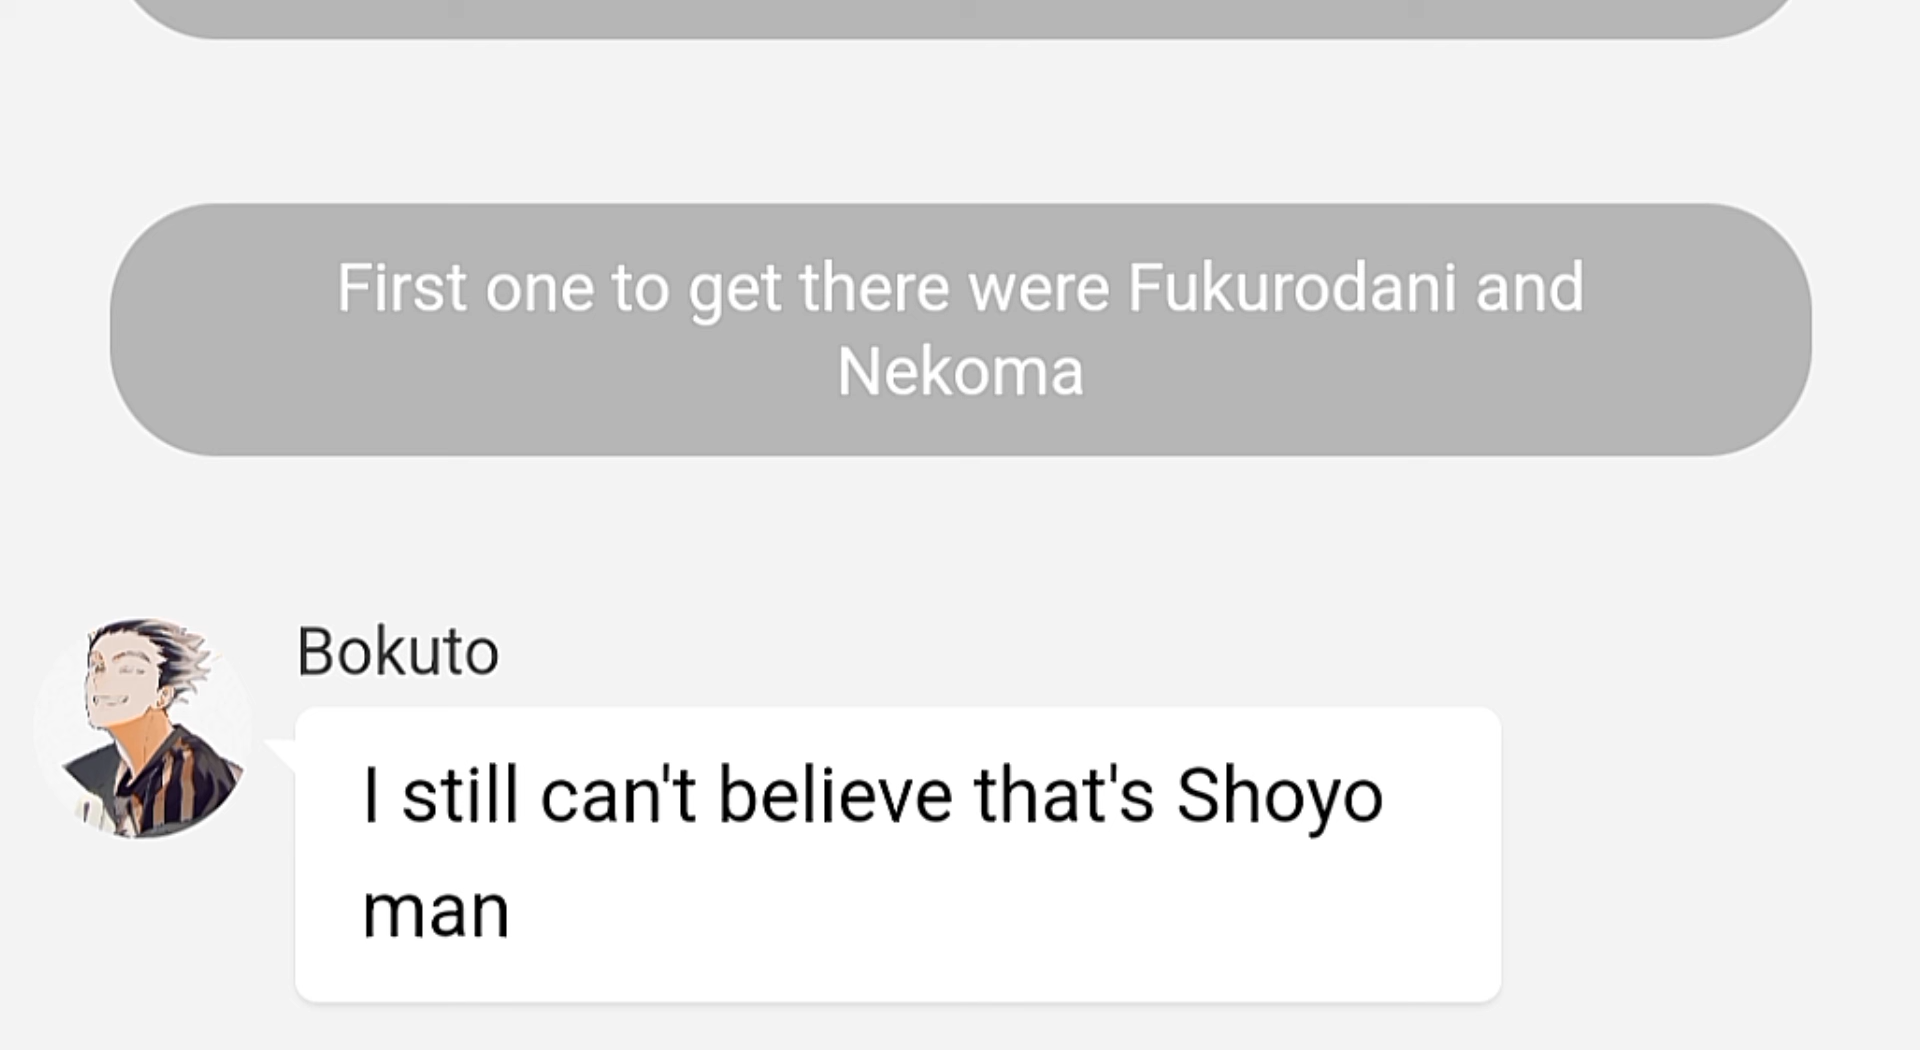 First one to get there were Fukurodani and
Nekoma
Bokuto
I still can't believe that's Shoyo
man